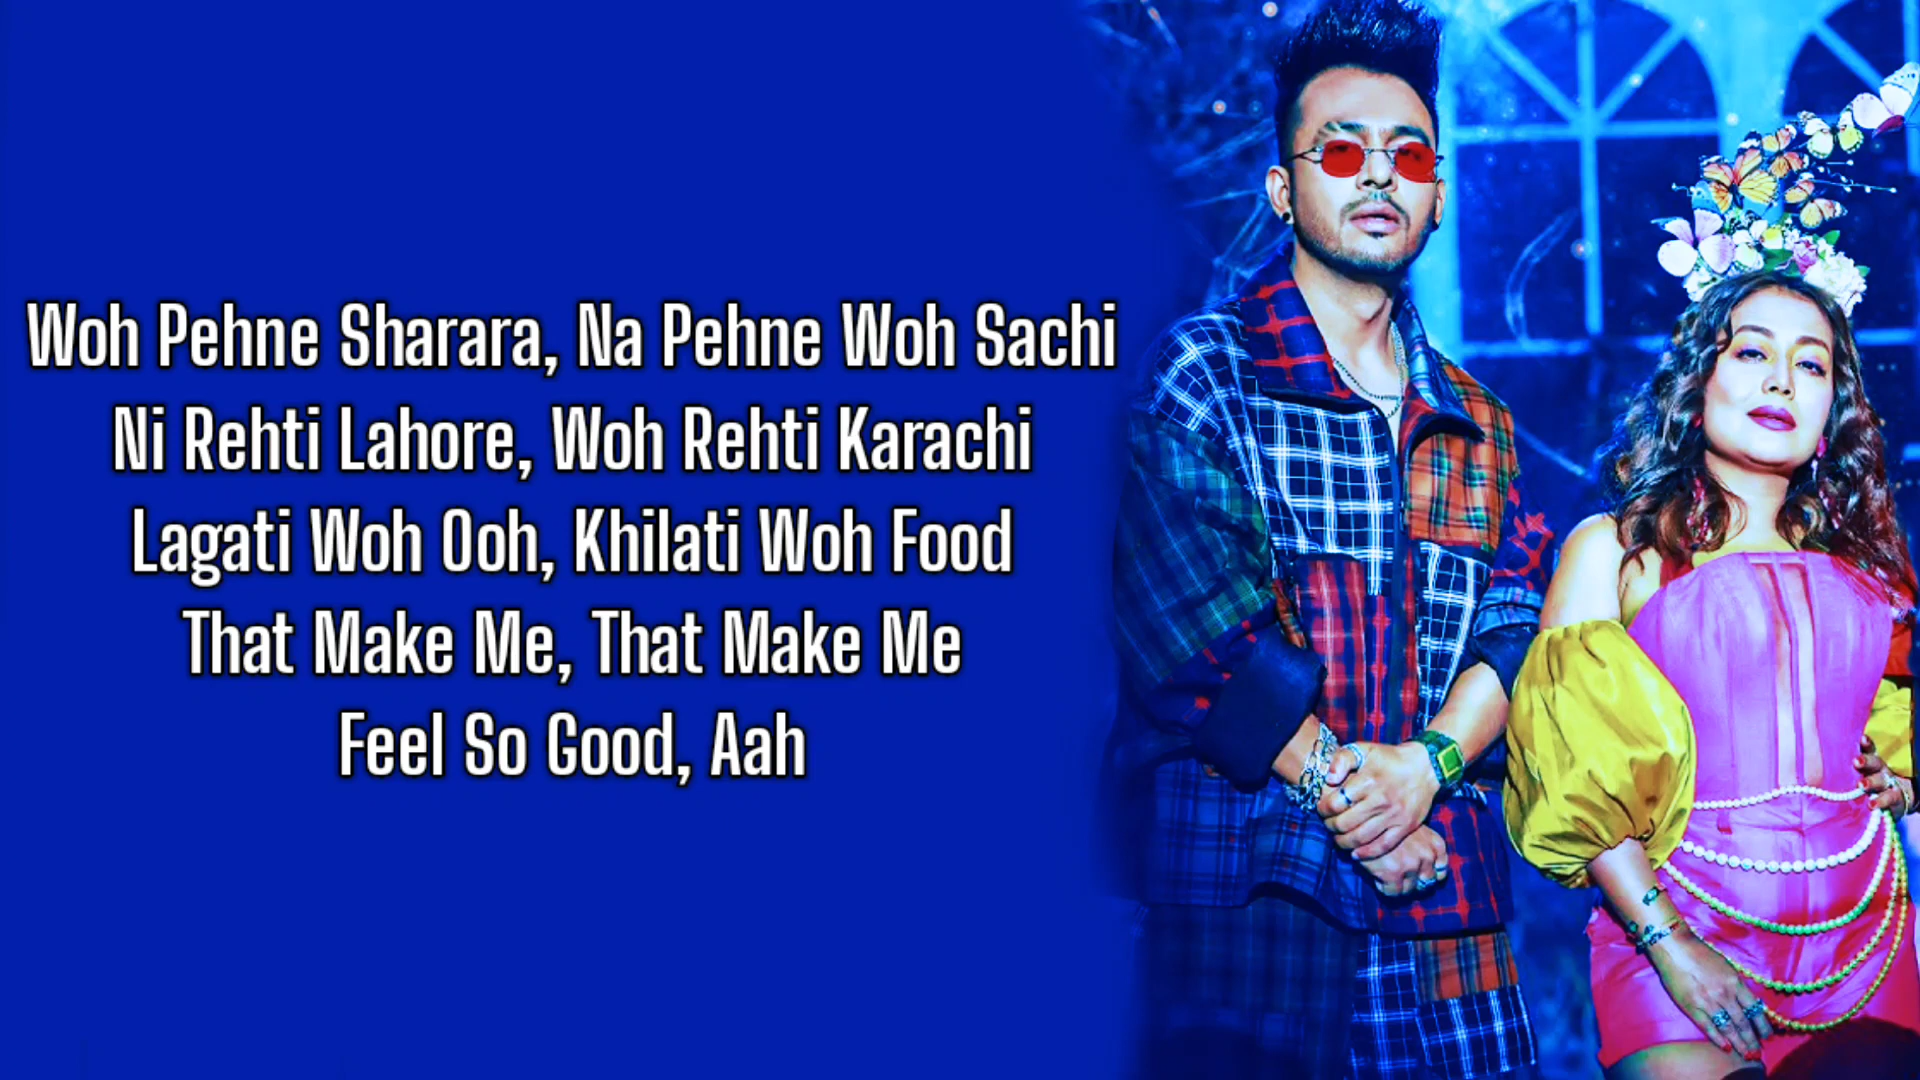 Woh Pehne Sharara, Na Pehne Woh Sachi
Ni Rehti Lahore, Woh Rehti Karachi
Lagati Woh Ooh, Khilati Woh Food
That Make Me, That Make Me
Feel So Good, Aah